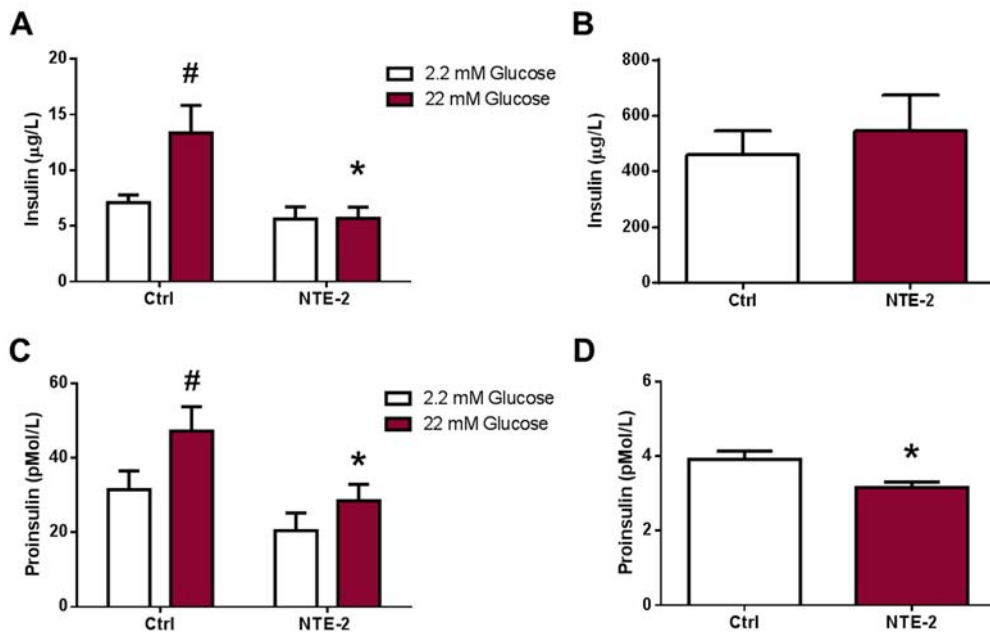 A
Insulin (µg/L)
20
15
10
5
0
#
*
Ctrl
NTE-2
2.2 mM Glucose
22 mM Glucose
B
Insulin (µg/L)
800
600
400
200
0
Ctrl
NTE-2
C
Proinsulin (pMol/L)
60
40
20
0
#
*
Ctrl
NTE-2
2.2 mM Glucose
22 mM Glucose
D
Proinsulin (pMol/L)
6
4
2
0
*
Ctrl
NTE-2